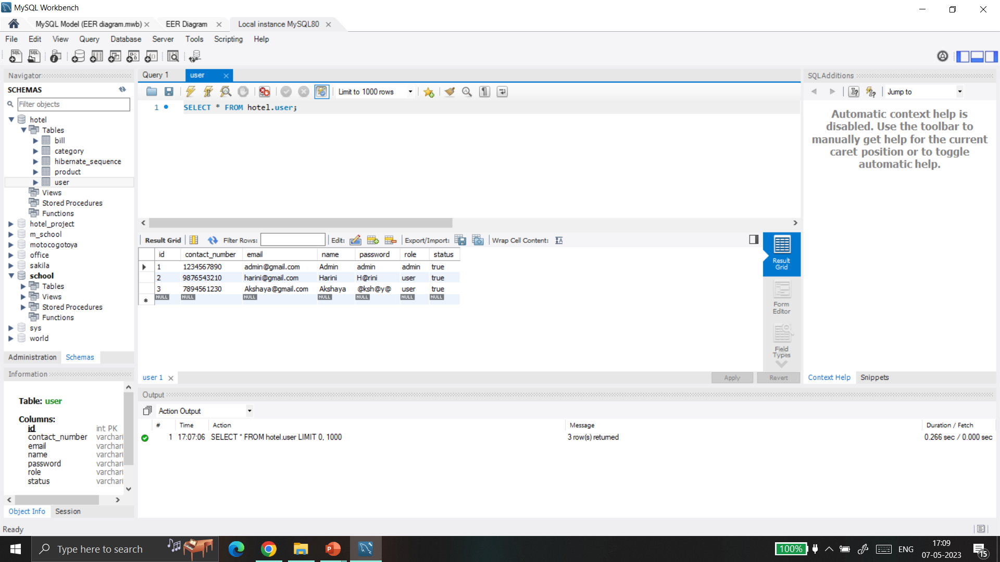 MySQL Workbench
MySQL Model (EER diagram.mwb)
EER Diagram
Local instance MySQL80
File Edit View Query Database Server Tools Scripting Help
Navigator
SCHEMAS
Filter objects
hotel
Tables
bill
category
hibernate_sequence
product
user
Views
Stored Procedures
Functions
hotel_project
m_school
motocogotoya
office
sakila
school
Tables
Views
Stored Procedures
Functions
sys
world
Administration Schemas
Information
Table: user
Columns:
id int PK
contact_number varchar(
email varchar(
name varchar(
password varchar(
role varchar(
status varchar(
Object Info Session
Query 1 user
Limit to 1000 rows
1 SELECT * FROM hotel.user;
Result Grid Filter Rows: Edit: Export/Import: Wrap Cell Content:
id contact_number email name password role status
1 1234567890 admin@gmail.com Admin admin admin true
2 9876543210 harini@gmail.com Harini H@rini user true
3 7894561230 Akshaya@gmail.com Akshaya @ksh@y@ user true
NULL NULL NULL NULL NULL NULL NULL
Result
Grid
Form
Editor
Field
Types
user 1 Apply Revert
SQLAdditions
Jump to
Automatic context help is
disabled. Use the toolbar to
manually get help for the current
caret position or to toggle
automatic help.
Context Help Snippets
Output
Action Output
# Time Action Message Duration / Fetch
1 17:07:06 SELECT * FROM hotel.user LIMIT 0, 1000 3 row(s) returned 0.266 sec / 0.000 sec
Ready
Type here to search
100%
ENG
17:09
07-05-2023
15